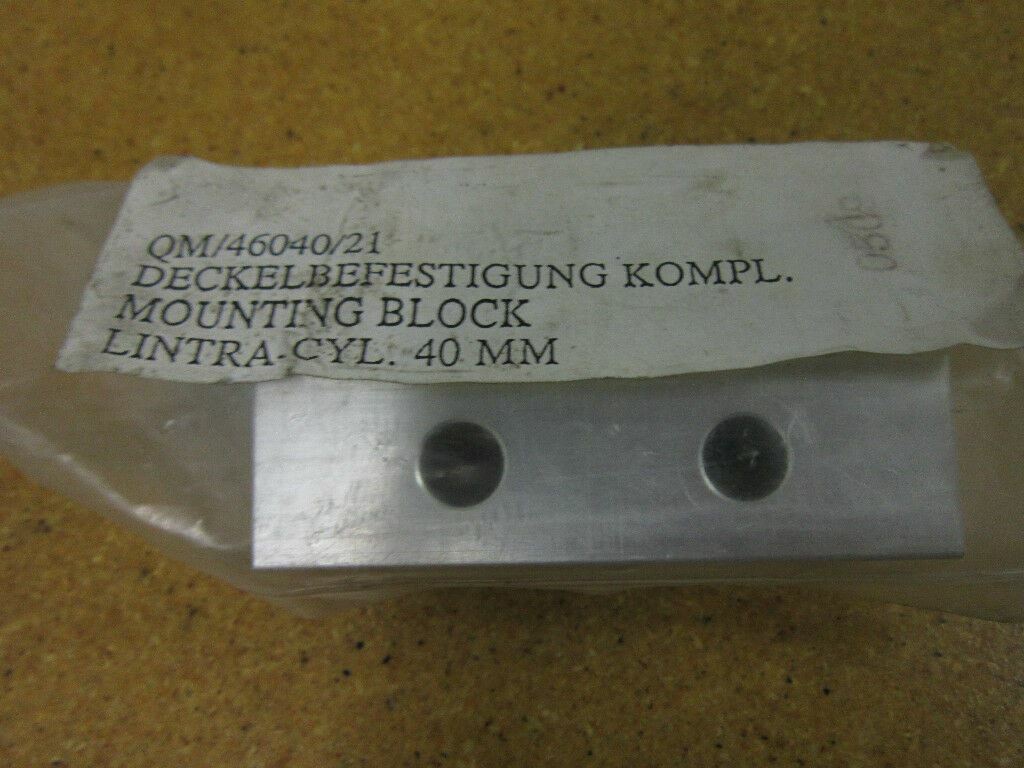 QM/46040/21
DECKELBEFESTIGUNG KOMPL.
MOUNTING BLOCK
LINTRA-CYL. 40 MM